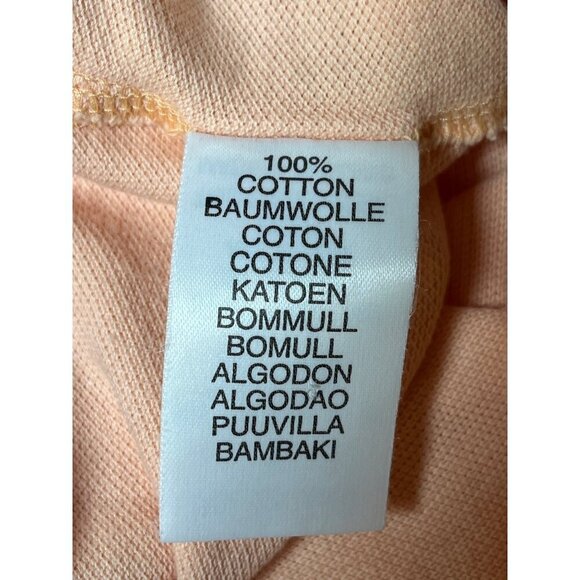 100%
COTTON
BAUMWOLLE
COTON
COTONE
KATOEN
BOMMULL
BOMULL
ALGODON
ALGODAO
PUUVILLA
BAMBAKI